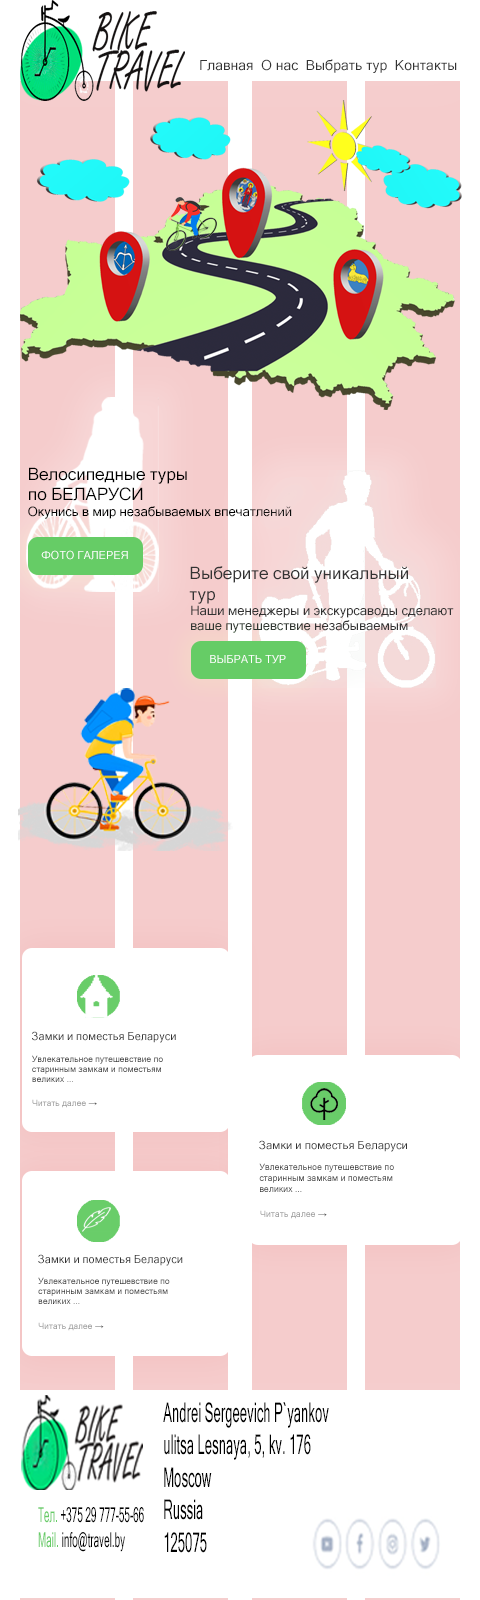 BIKE
TRAVEL
Главная О нас Выбрать тур Контакты
Велосипедные туры
по БЕЛАРУСИ
Окунись в мир незабываемых впечатлений
ФОТО ГАЛЕРЕЯ
Выберите свой уникальный
тур
Наши менеджеры и экскурсаводы сделают
ваше путешествие незабываемым
ВЫБРАТЬ ТУР
Замки и поместья Беларуси
Увлекательное путешествие по
старинным замкам и поместьям
великих ...
Читать далее →
Замки и поместья Беларуси
Увлекательное путешествие по
старинным замкам и поместьям
великих ...
Читать далее →
Замки и поместья Беларуси
Увлекательное путешествие по
старинным замкам и поместьям
великих ...
Читать далее →
BIKE
TRAVEL
Тел. +375 29 777-55-66
Mail. info@travel.by
Andrei Sergeevich P`yankov
ulitsa Lesnaya, 5, kv. 176
Moscow
Russia
125075